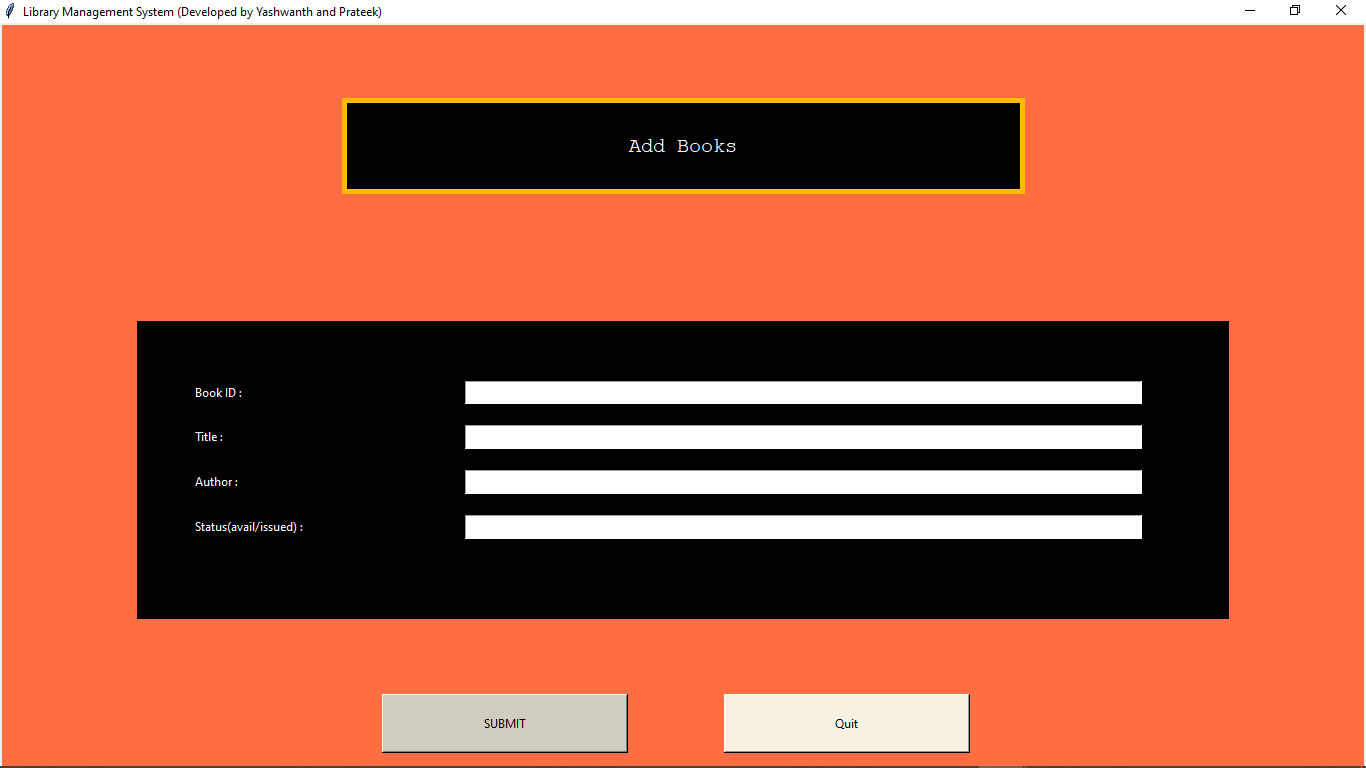 Library Management System (Developed by Yashwanth and Prateek)
Add Books
Book ID :
Title :
Author :
Status(avail/issued) :
SUBMIT
Quit